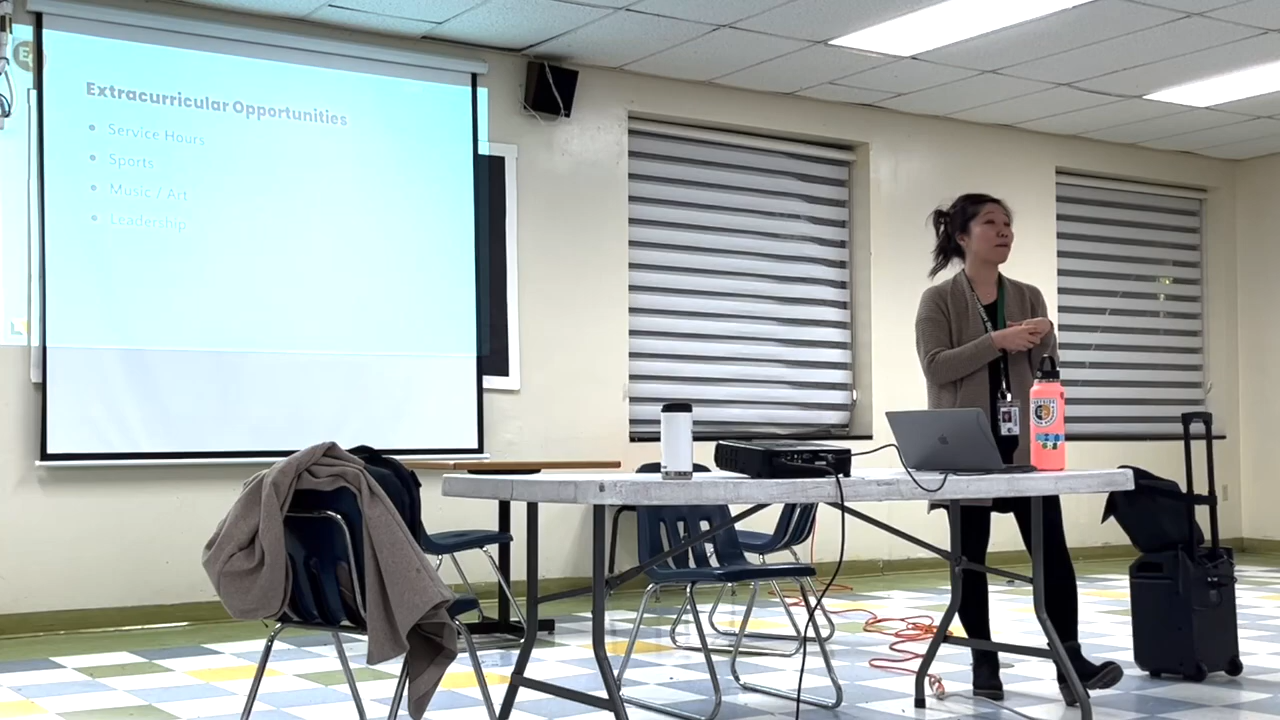 Extracurricular Opportunities
Service Hours
Sports
Music / Art
Leadership